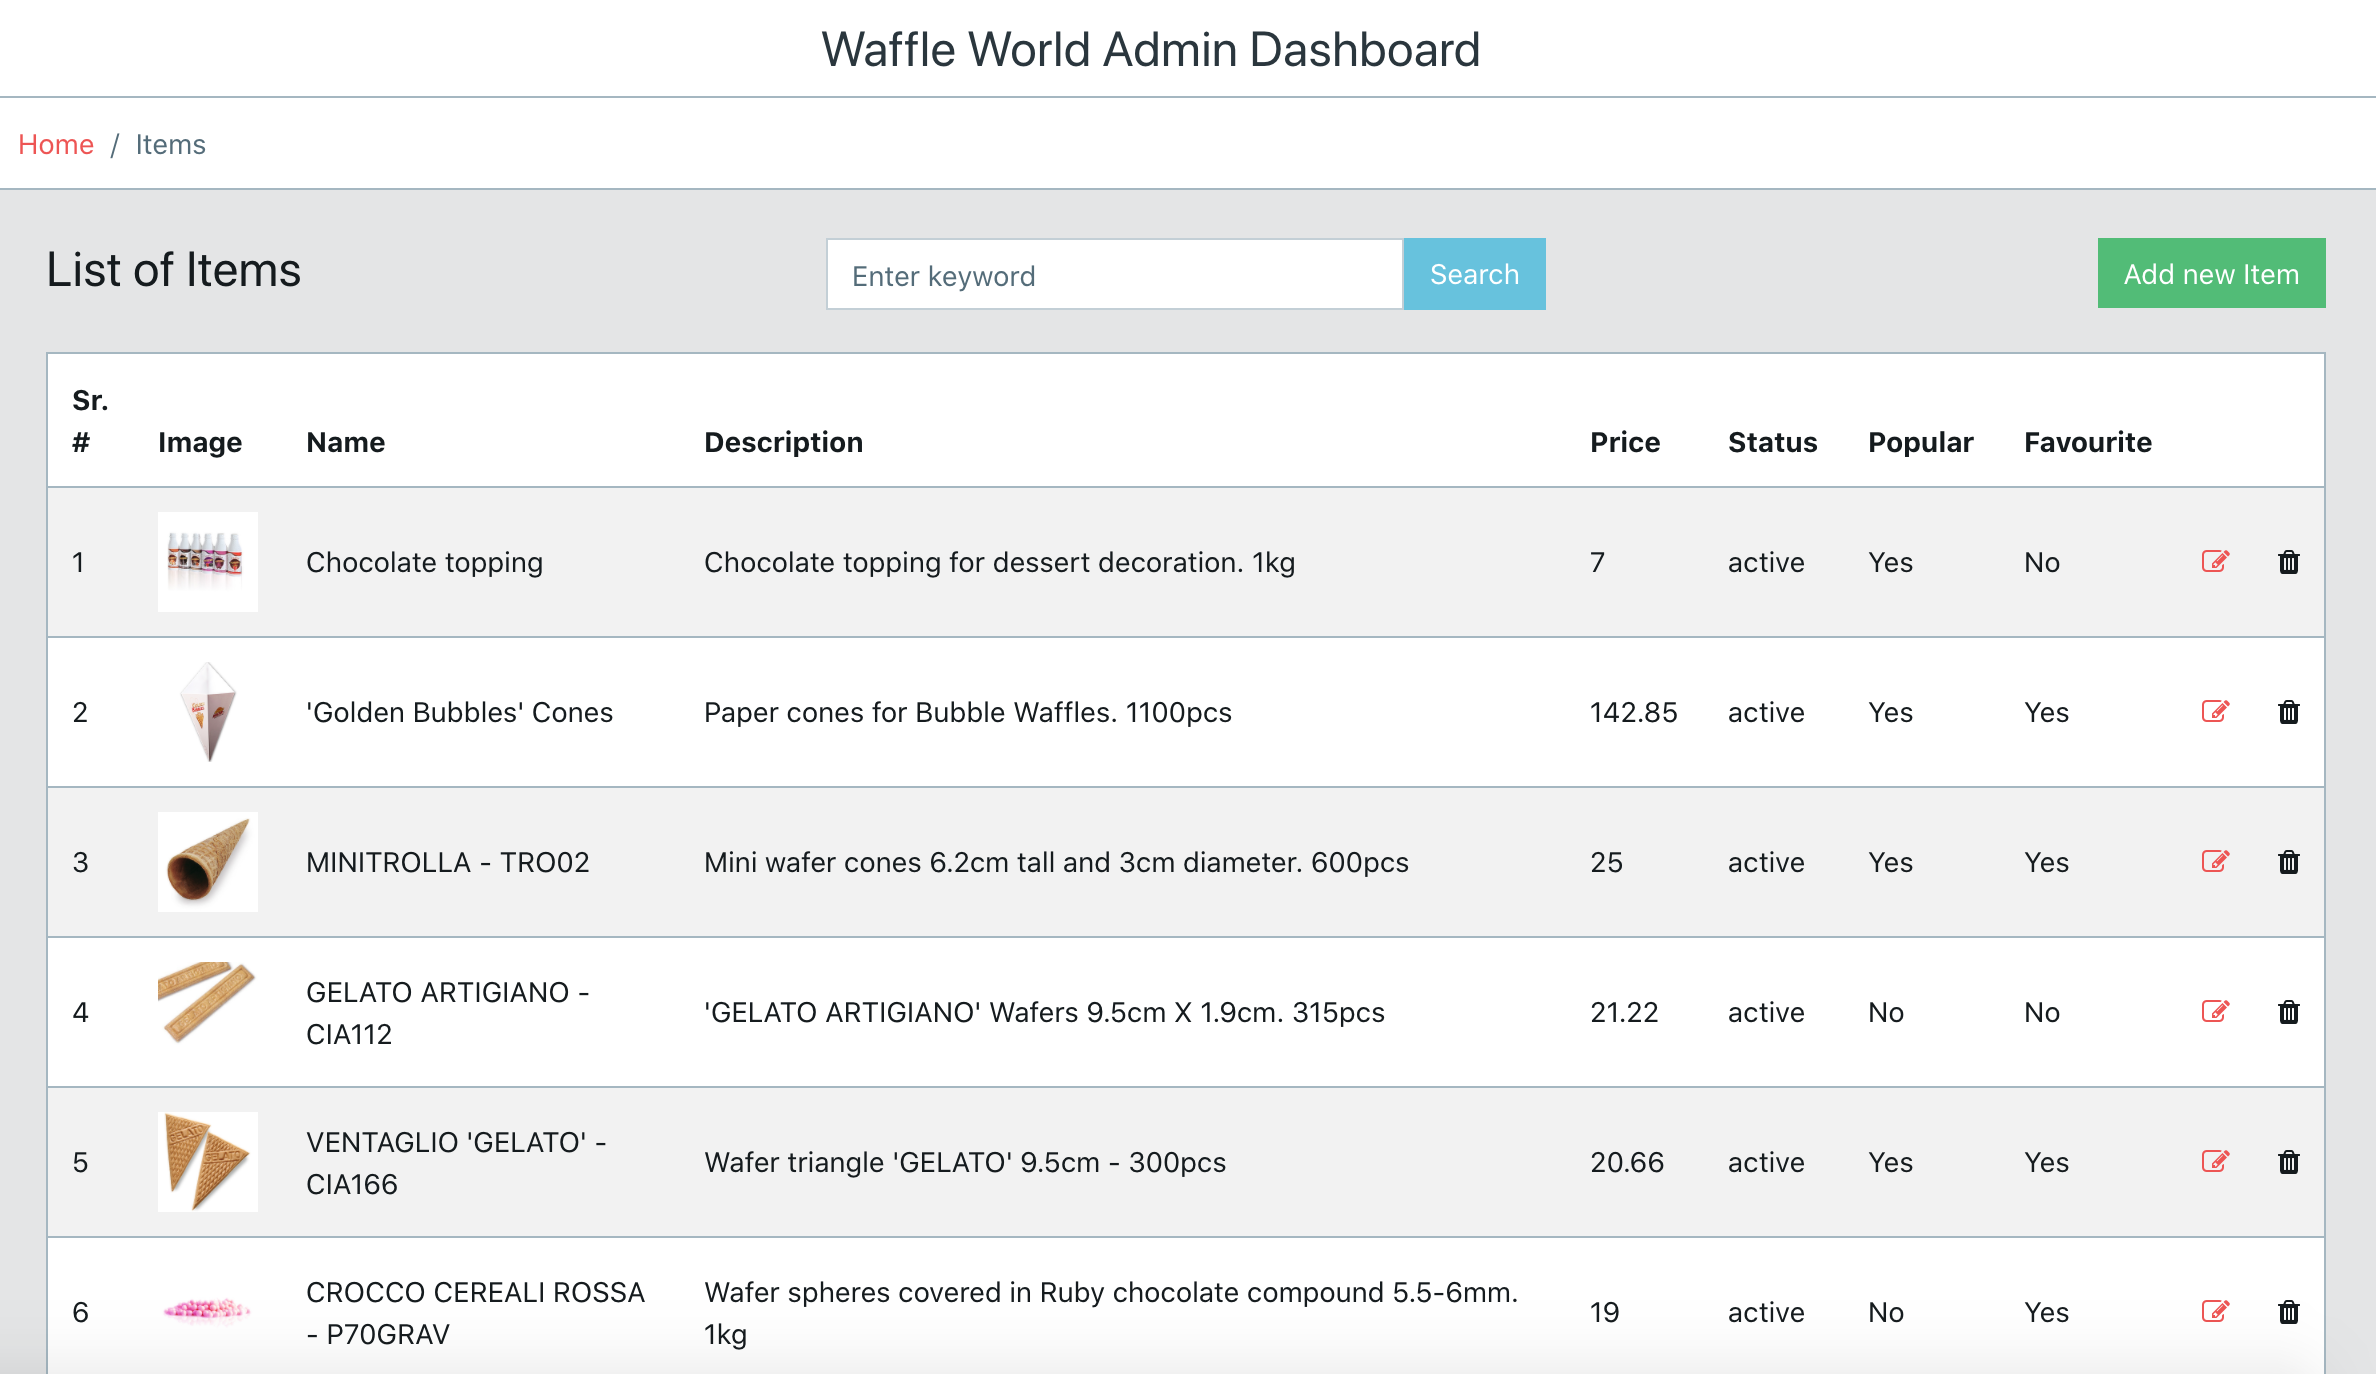 Waffle World Admin Dashboard
Home / Items
List of Items
Enter keyword
Search
Add new Item
Sr. # Image Name Description Price Status Popular Favourite
1 Chocolate topping Chocolate topping for dessert decoration. 1kg 7 active Yes No
2 'Golden Bubbles' Cones Paper cones for Bubble Waffles. 1100pcs 142.85 active Yes Yes
3 MINITROLLA - TRO02 Mini wafer cones 6.2cm tall and 3cm diameter. 600pcs 25 active Yes Yes
4 GELATO ARTIGIANO -
CIA112
'GELATO ARTIGIANO' Wafers 9.5cm X 1.9cm. 315pcs 21.22 active No No
5 VENTAGLIO 'GELATO' -
CIA166
Wafer triangle 'GELATO' 9.5cm - 300pcs 20.66 active Yes Yes
6 CROCCO CEREALI ROSSA
- P70GRAV
Wafer spheres covered in Ruby chocolate compound 5.5-6mm.
1kg
19 active No Yes